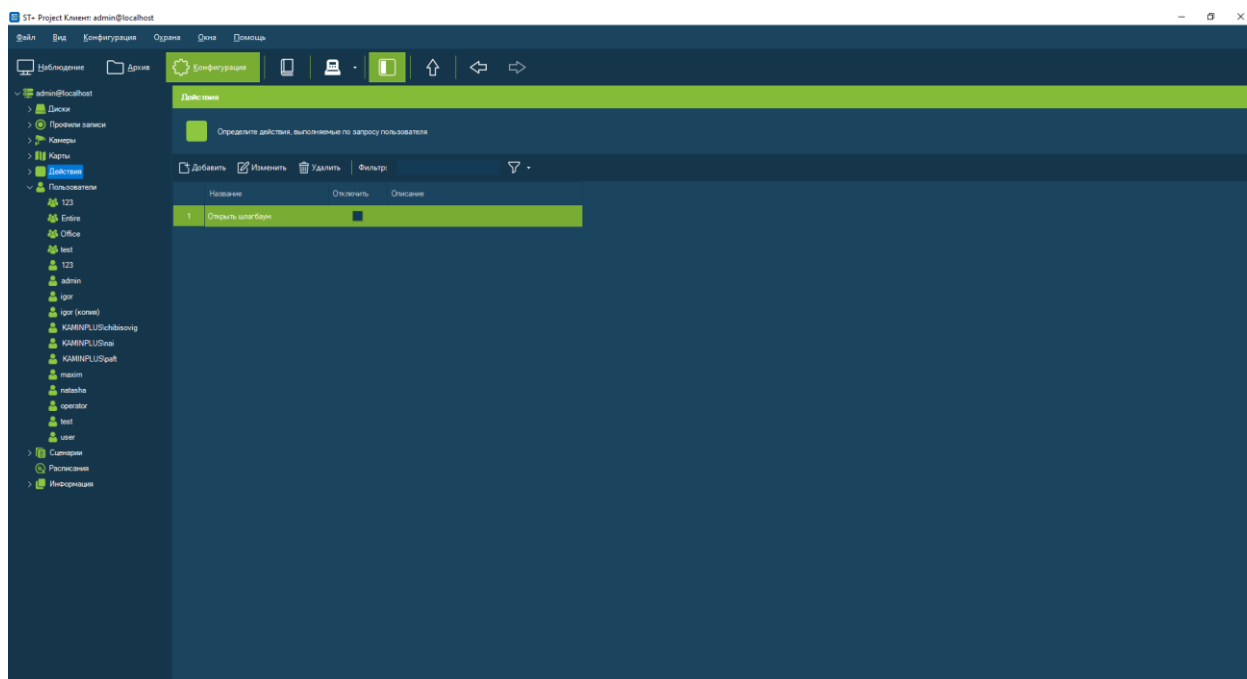 ST+ Project Клиент: admin@localhost
Файл Вид Конфигурация Охрана Окна Помощь
Наблюдение Архив Конфигурация
admin@localhost
Диски
Профили записи
Камеры
Карты
Действия
Пользователи
123
Entire
Office
test
123
admin
igor
igor (копия)
KAMINPLUS\chibisovig
KAMINPLUS\nai
KAMINPLUS\paft
maxim
natasha
operator
test
user
Сценарии
Расписания
Информация
Действия
Определите действия, выполняемые по запросу пользователя
Добавить Изменить Удалить Фильтр:
Название Отключить Описание
1 Открыть шлагбаум